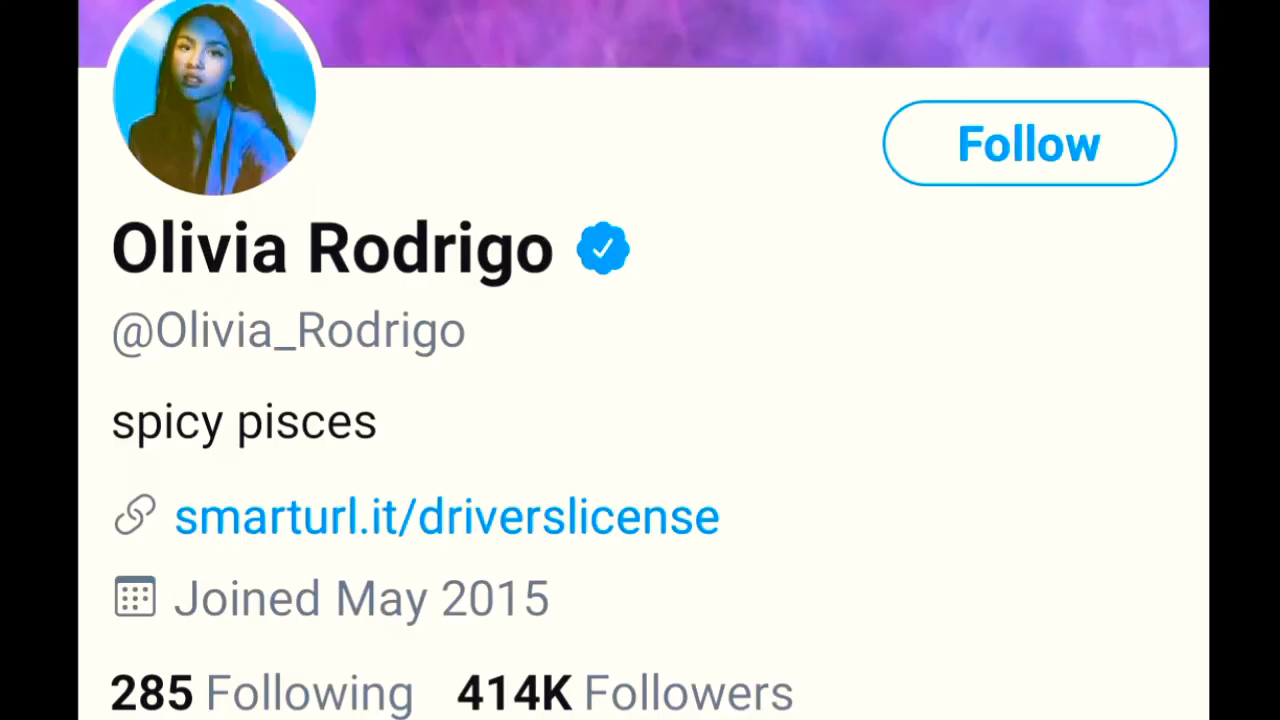 Follow
Olivia Rodrigo
@Olivia_Rodrigo
spicy pisces
smarturl.it/driverslicense
Joined May 2015
285 Following 414K Followers